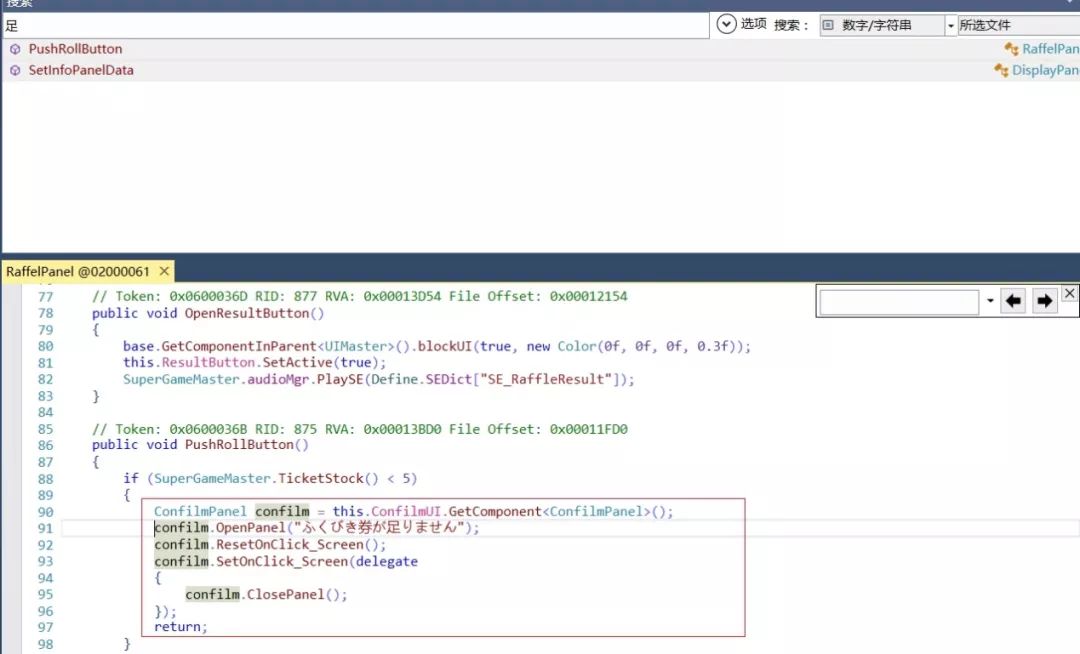 搜索
足
选项 搜索： 数字/字符串 所选文件
PushRollButton RaffelPan
SetInfoPanelData DisplayPan
RaffelPanel @02000061
77 // Token: 0x0600036D RID: 877 RVA: 0x00013D54 File Offset: 0x00012154
78 public void OpenResultButton()
79 {
80 base.GetComponentInParent<UIMaster>().blockUI(true, new Color(0f, 0f, 0f, 0.3f));
81 this.ResultButton.SetActive(true);
82 SuperGameMaster.audioMgr.PlaySE(Define.SEDict["SE_RaffleResult"]);
83 }
84
85 // Token: 0x0600036B RID: 875 RVA: 0x00013BD0 File Offset: 0x00011FD0
86 public void PushRollButton()
87 {
88 if (SuperGameMaster.TicketStock() < 5)
89 {
90 ConfilmPanel confilm = this.ConfilmUI.GetComponent<ConfilmPanel>();
91 confilm.OpenPanel("ふくびき券が足りません");
92 confilm.ResetOnClick_Screen();
93 confilm.SetOnClick_Screen(delegate
94 {
95 confilm.ClosePanel();
96 });
97 return;
98 }